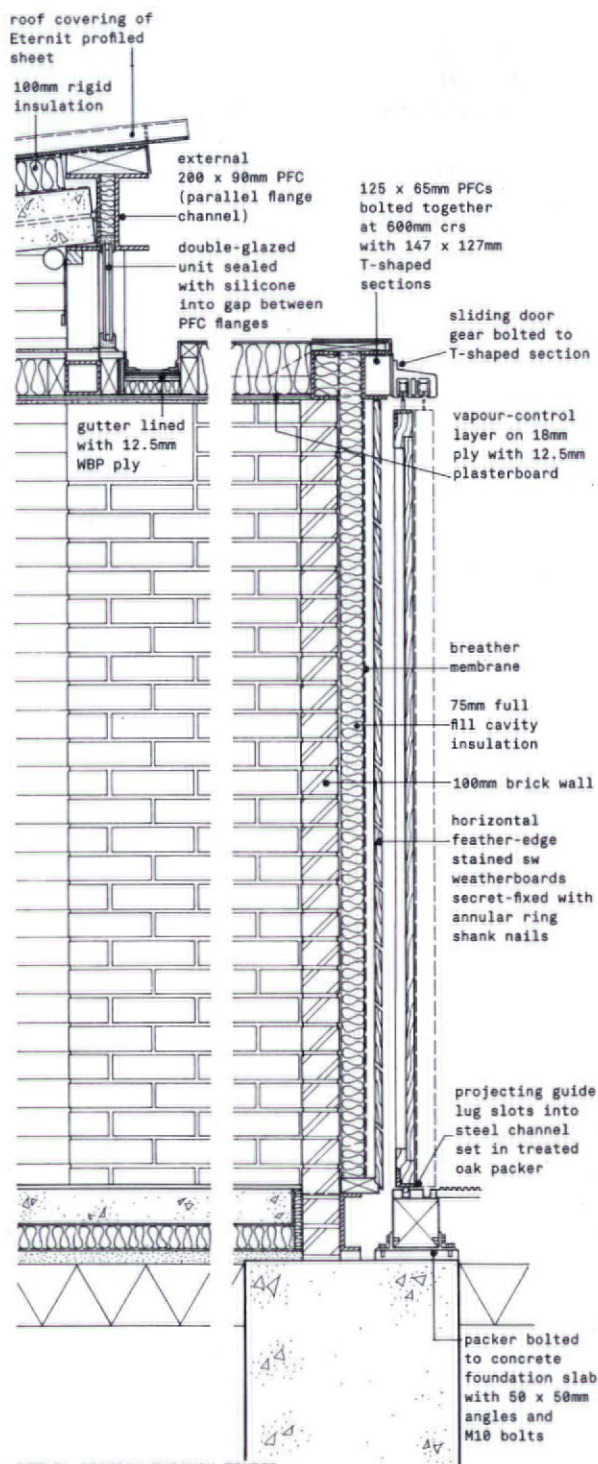 roof covering of
Eternit profiled
sheet
100mm rigid
insulation
external
200 x 90mm PFC
(parallel flange
channel)
double-glazed
unit sealed
with silicone
into gap between
PFC flanges
125 x 65mm PFCs
bolted together
at 600mm crs
with 147 x 127mm
T-shaped
sections
sliding door
gear bolted to
T-shaped section
gutter lined
with 12.5mm
WBP ply
vapour-control
layer on 18mm
ply with 12.5mm
plasterboard
breather
membrane
75mm full
fill cavity
insulation
100mm brick wall
horizontal
feather-edge
stained sw
weatherboards
secret-fixed with
annular ring
shank nails
projecting guide
lug slots into
steel channel
set in treated
oak packer
packer bolted
to concrete
foundation slab
with 50 x 50mm
angles and
M10 bolts